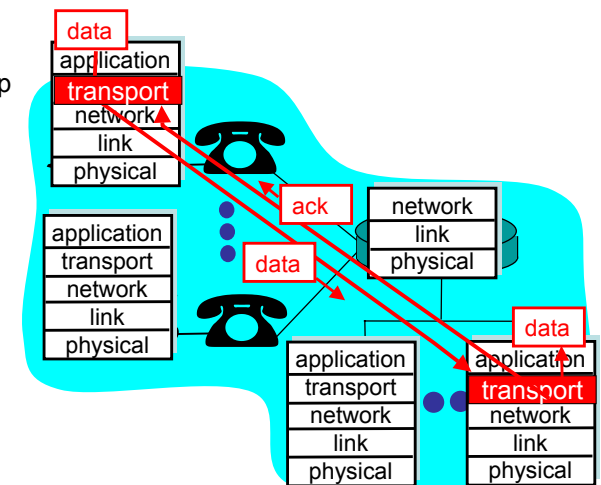 data
application
p
transport
network
link
physical
ack
network
link
physical
application
transport
network
link
physical
data
data
application
transport
network
link
physical
application
transport
network
link
physical